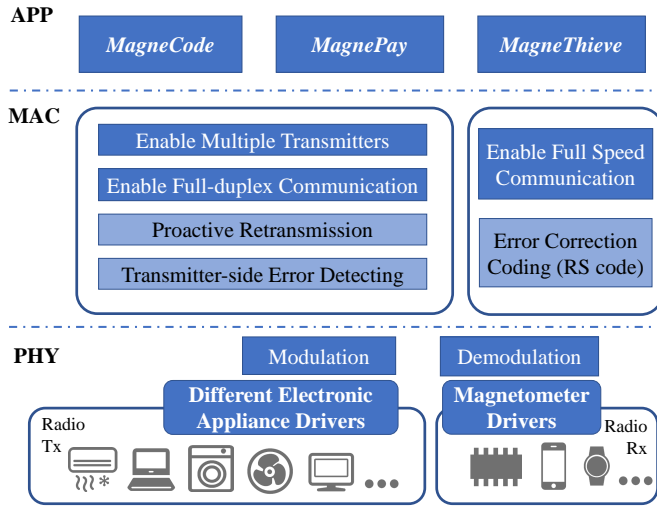 APP
MagneCode
MagnePay
MagneThieve
MAC
Enable Multiple Transmitters
Enable Full-duplex Communication
Proactive Retransmission
Transmitter-side Error Detecting
Enable Full Speed
Communication
Error Correction
Coding (RS code)
PHY
Modulation
Demodulation
Different Electronic
Appliance Drivers
Magnetometer
Drivers
Radio
Tx
Radio
Rx